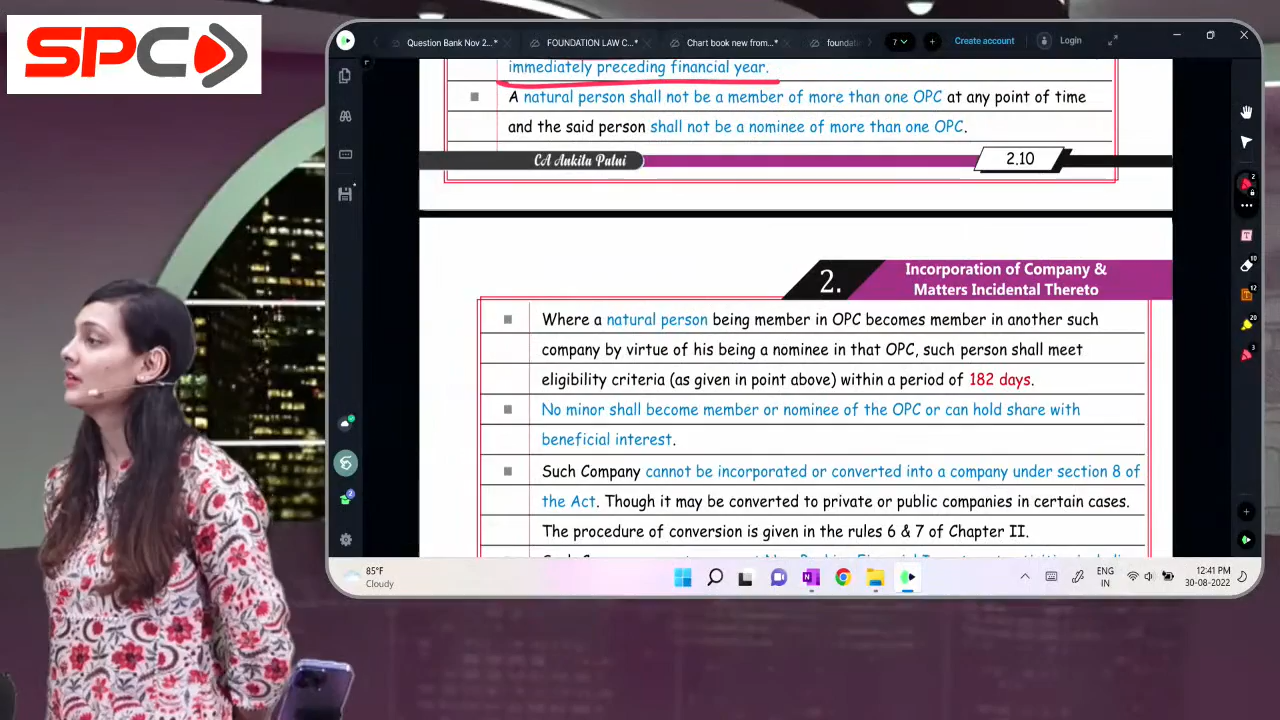 SPC
Question Bank Nov 2...*
FOUNDATION LAW C...*
Chart book new from...*
founda
7
Create account
Login
immediately preceding financial year.
A natural person shall not be a member of more than one OPC at any point of time
and the said person shall not be a nominee of more than one OPC.
CA Ankita Patni
2.10
2.
Incorporation of Company &
Matters Incidental Thereto
Where a natural person being member in OPC becomes member in another such
company by virtue of his being a nominee in that OPC, such person shall meet
eligibility criteria (as given in point above) within a period of 182 days.
No minor shall become member or nominee of the OPC or can hold share with
beneficial interest.
Such Company cannot be incorporated or converted into a company under section 8 of
the Act. Though it may be converted to private or public companies in certain cases.
The procedure of conversion is given in the rules 6 & 7 of Chapter II.
85°F
Cloudy
ENG
IN
12:41 PM
30-08-2022